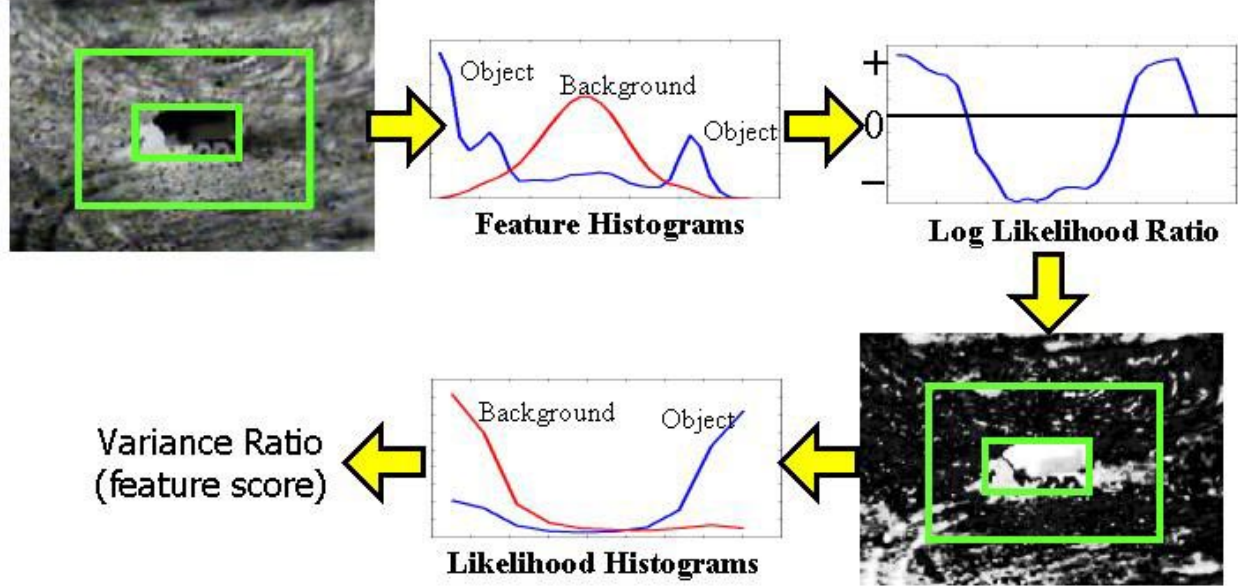 Object
Background
Object
Feature Histograms
+
0
−
Log Likelihood Ratio
Background
Object
Likelihood Histograms
Variance Ratio
(feature score)